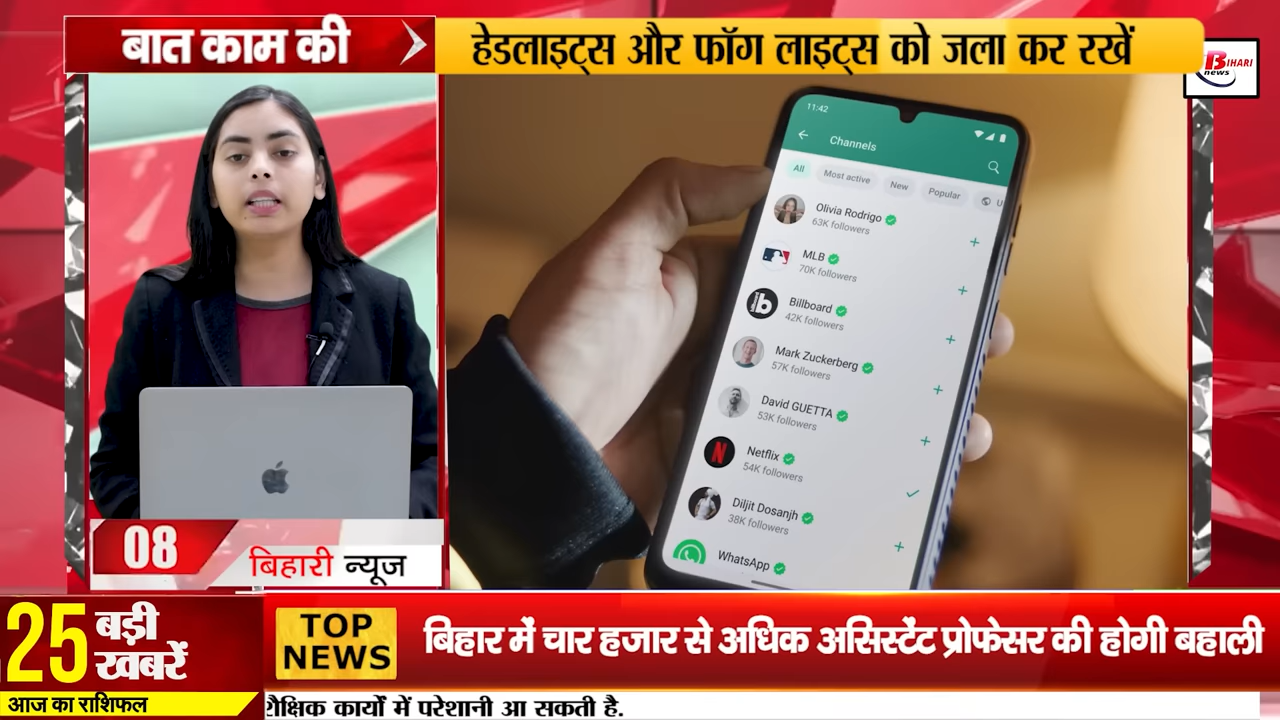 बात काम की
हेडलाइट्स और फॉग लाइट्स को जला कर रखें
BIHARI
news
11:42
Channels
All
Most active
New
Popular
U
Olivia Rodrigo
63K followers
MLB
70K followers
Billboard
42K followers
Mark Zuckerberg
57K followers
David GUETTA
53K followers
Netflix
54K followers
Diljit Dosanjh
38K followers
WhatsApp
08
बिहारी न्यूज
25 बड़ी खबरें
TOP NEWS
बिहार में चार हजार से अधिक असिस्टेंट प्रोफेसर की होगी बहाली
आज का राशिफल
शैक्षिक कार्यों में परेशानी आ सकती है.